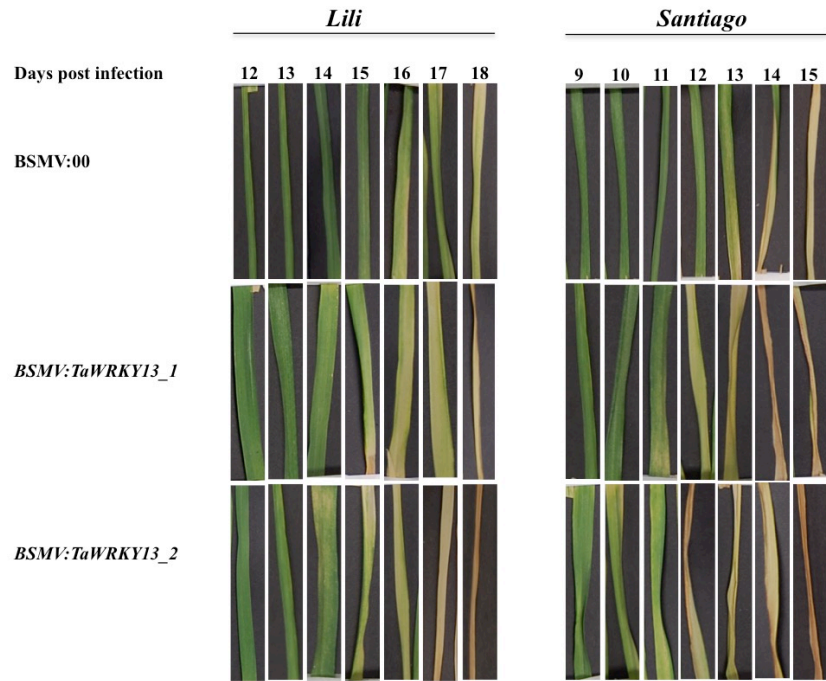 Lili Santiago
Days post infection 12 13 14 15 16 17 18 9 10 11 12 13 14 15
BSMV:00
BSMV:TaWRKY13_1
BSMV:TaWRKY13_2